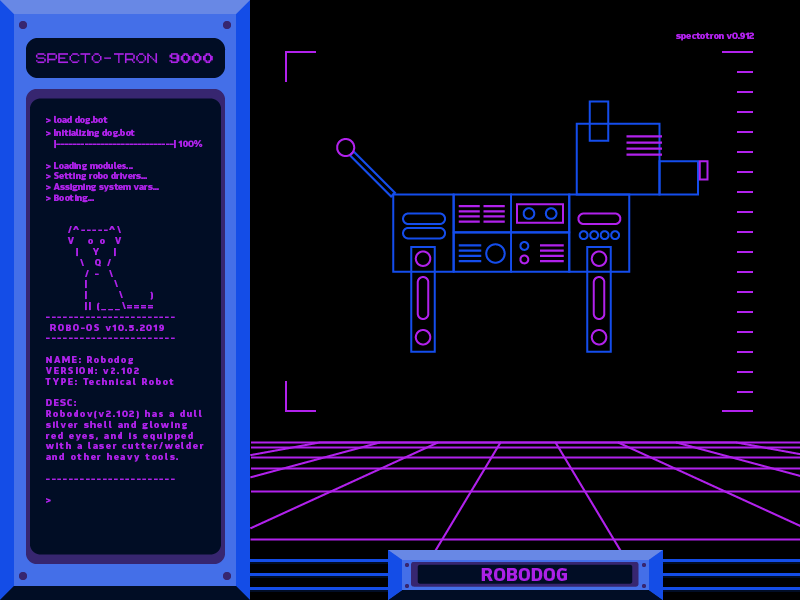 SPECTO-TRON 9000
spectotron v0.912
> load dog.bot
> Initializing dog.bot
|------------------------------| 100%
> Loading modules...
> Setting robo drivers...
> Assigning system vars...
> Booting...
/^-----^\
V o o V
| Y |
\ Q /
/ - \
| \
| \ )
|| (___\====
-----------------------
ROBO-OS v10.5.2019
-----------------------
NAME: Robodog
VERSION: v2.102
TYPE: Technical Robot
DESC:
Robodov(v2.102) has a dull
silver shell and glowing
red eyes, and is equipped
with a laser cutter/welder
and other heavy tools.
-----------------------
>
ROBODOG